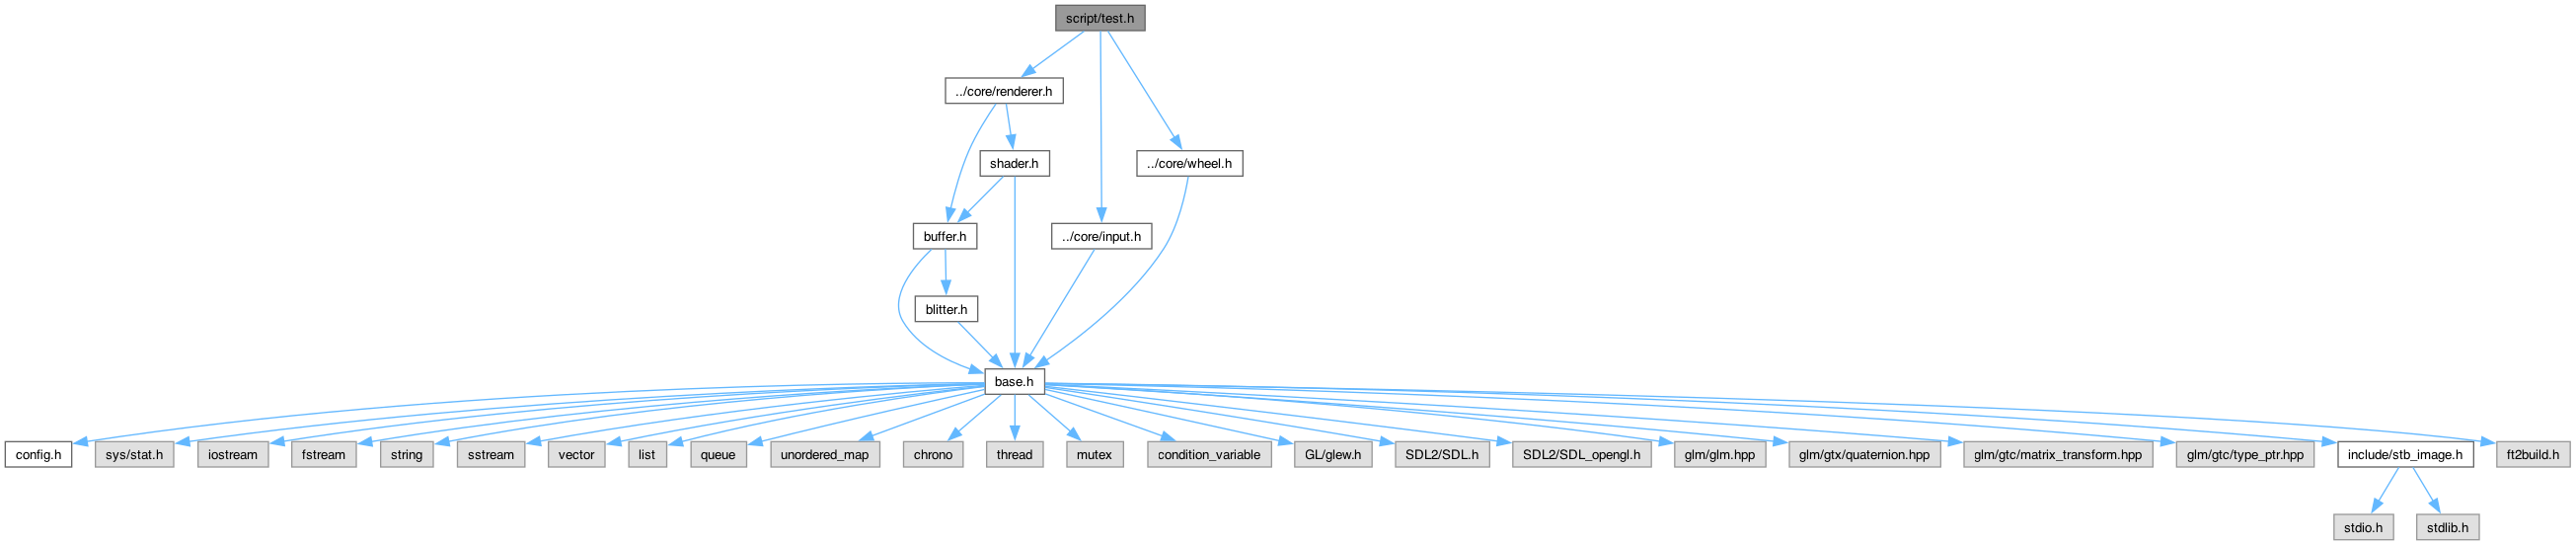 script/test.h
../core/renderer.h
shader.h
../core/wheel.h
buffer.h
../core/input.h
blitter.h
base.h
config.h
sys/stat.h
iostream
fstream
string
sstream
vector
list
queue
unordered_map
chrono
thread
mutex
condition_variable
GL/glew.h
SDL2/SDL.h
SDL2/SDL_opengl.h
glm/glm.hpp
glm/gtx/quaternion.hpp
glm/gtc/matrix_transform.hpp
glm/gtc/type_ptr.hpp
include/stb_image.h
ft2build.h
stdio.h
stdlib.h